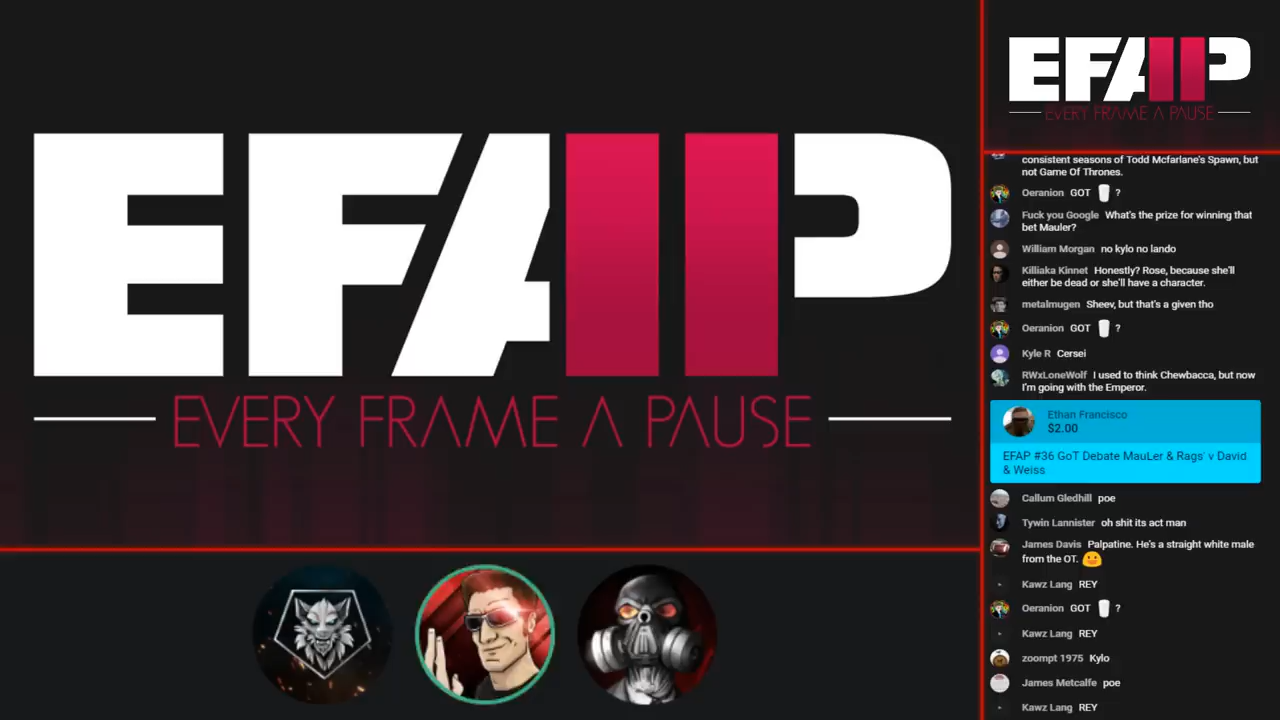 EFAP
EVERY FRAME A PAUSE
EFAP
EVERY FRAME A PAUSE
consistent seasons of Todd Mcfarlane's Spawn, but
not Game Of Thrones.
Oeranion GOT ?
Fuck you Google What's the prize for winning that
bet Mauler?
William Morgan no kylo no lando
Killiaka Kinnet Honestly? Rose, because she'll
either be dead or she'll have a character.
metalmugen Sheev, but that's a given tho
Oeranion GOT ?
Kyle R Cersei
RWxLoneWolf I used to think Chewbacca, but now
I'm going with the Emperor.
Ethan Francisco
$2.00
EFAP #36 GoT Debate MauLer & Rags' v David
& Weiss
Callum Gledhill poe
Tywin Lannister oh shit its act man
James Davis Palpatine. He's a straight white male
from the OT.
Kawz Lang REY
Oeranion GOT ?
Kawz Lang REY
zoompt 1975 Kylo
James Metcalfe poe
Kawz Lang REY